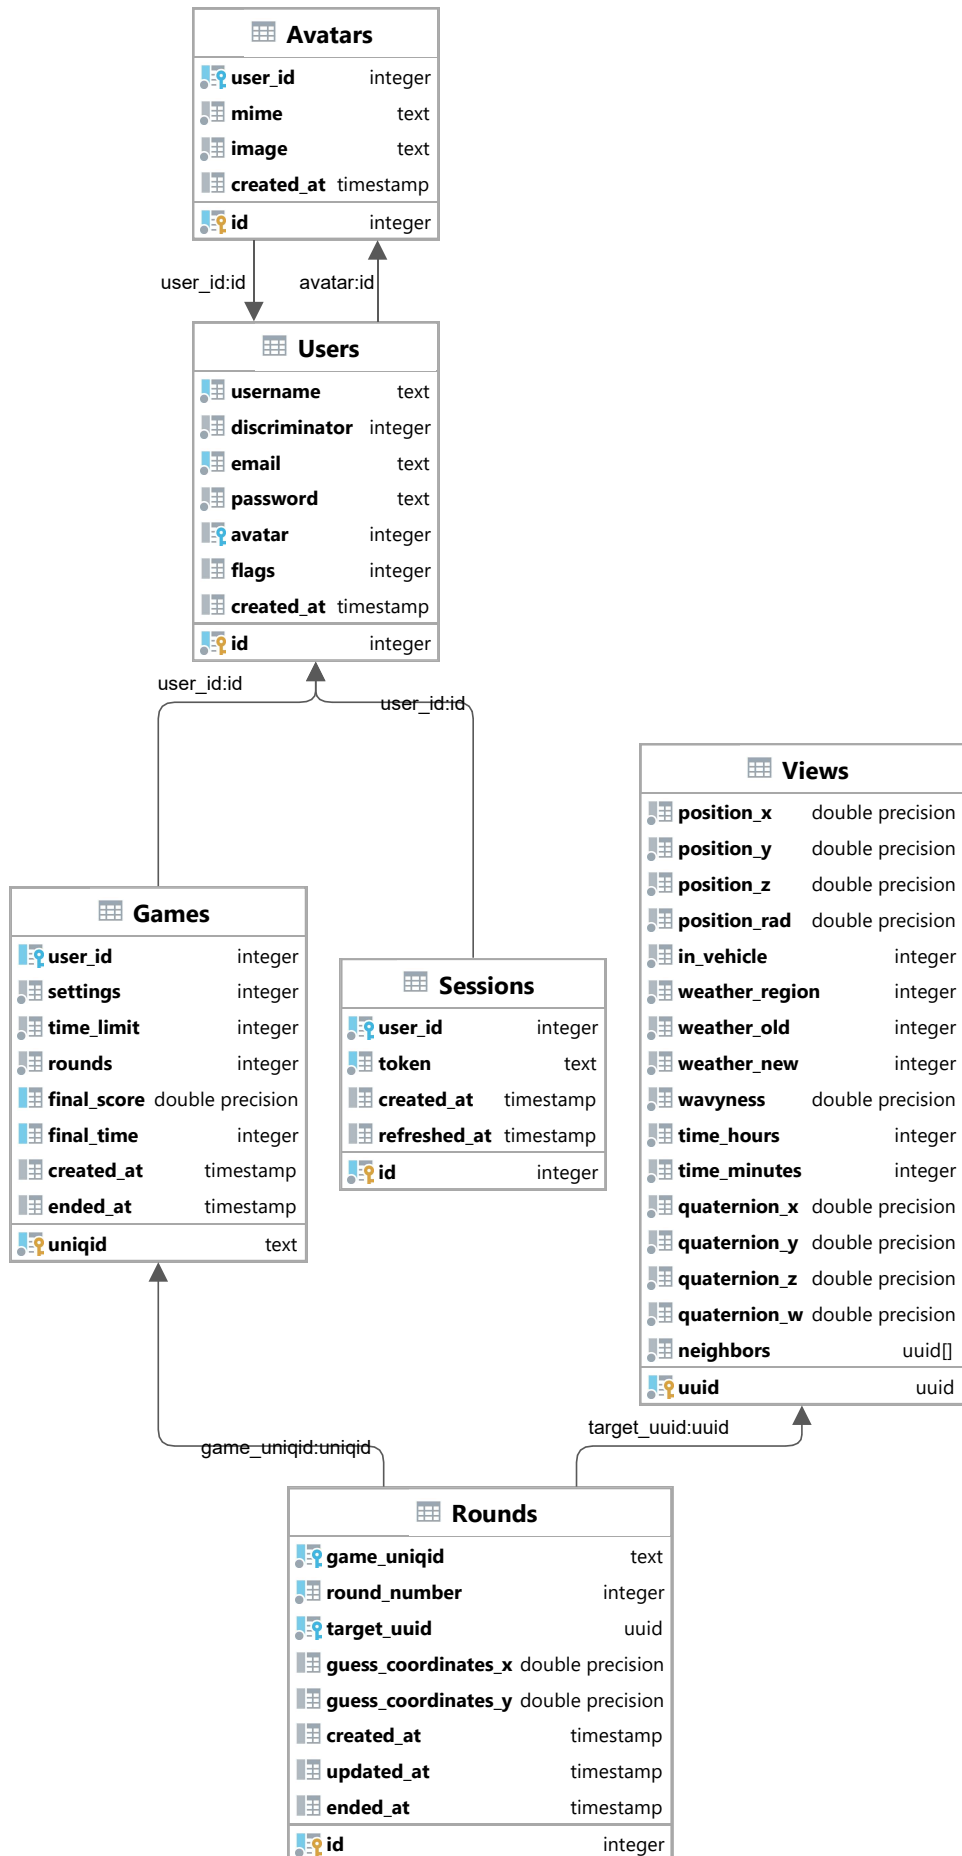 Avatars
user_id integer
mime text
image text
created_at timestamp
id integer
user_id:id avatar:id
Users
username text
discriminator integer
email text
password text
avatar integer
flags integer
created_at timestamp
id integer
user_id:id
user_id:id
Views
position_x double precision
position_y double precision
position_z double precision
position_rad double precision
in_vehicle integer
weather_region integer
weather_old integer
weather_new integer
wavyness double precision
time_hours integer
time_minutes integer
quaternion_x double precision
quaternion_y double precision
quaternion_z double precision
quaternion_w double precision
neighbors uuid[]
uuid uuid
Games
user_id integer
settings integer
time_limit integer
rounds integer
final_score double precision
final_time integer
created_at timestamp
ended_at timestamp
uniqid text
Sessions
user_id integer
token text
created_at timestamp
refreshed_at timestamp
id integer
game_uniqid:uniqid
target_uuid:uuid
Rounds
game_uniqid text
round_number integer
target_uuid uuid
guess_coordinates_x double precision
guess_coordinates_y double precision
created_at timestamp
updated_at timestamp
ended_at timestamp
id integer